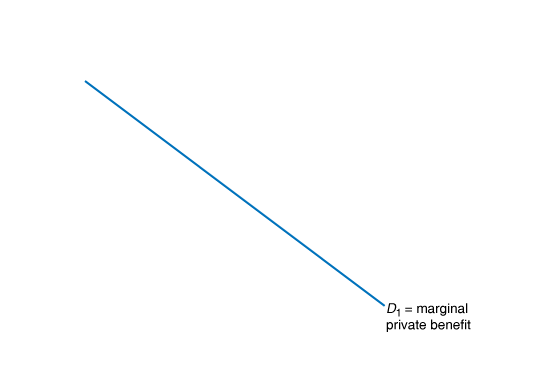 D1 = marginal
private benefit